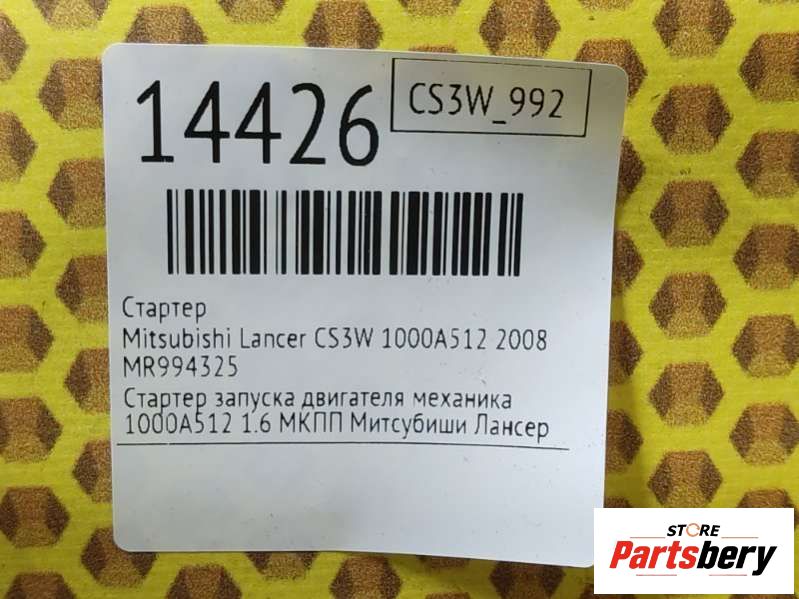 14426
CS3W_992
Стартер
Mitsubishi Lancer CS3W 1000A512 2008
MR994325
Стартер запуска двигателя механика
1000A512 1.6 МКПП Митсубиши Лансер
STORE
Partsbery